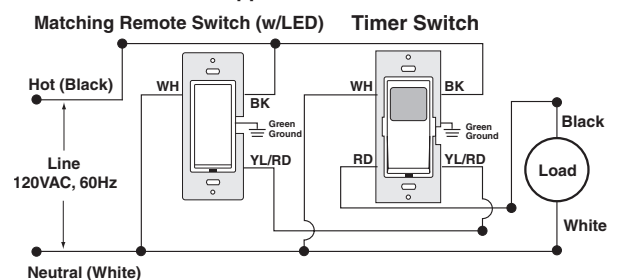 Matching Remote Switch (w/LED)
Timer Switch
Hot (Black)
WH
BK
WH
BK
Green
Ground
Green
Ground
Black
Line
120VAC, 60Hz
YL/RD
RD
YL/RD
Load
White
Neutral (White)